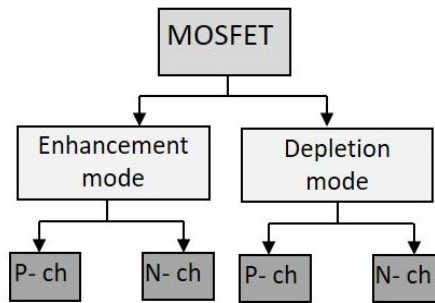 MOSFET
Enhancement
mode
Depletion
mode
P- ch
N- ch
P- ch
N- ch